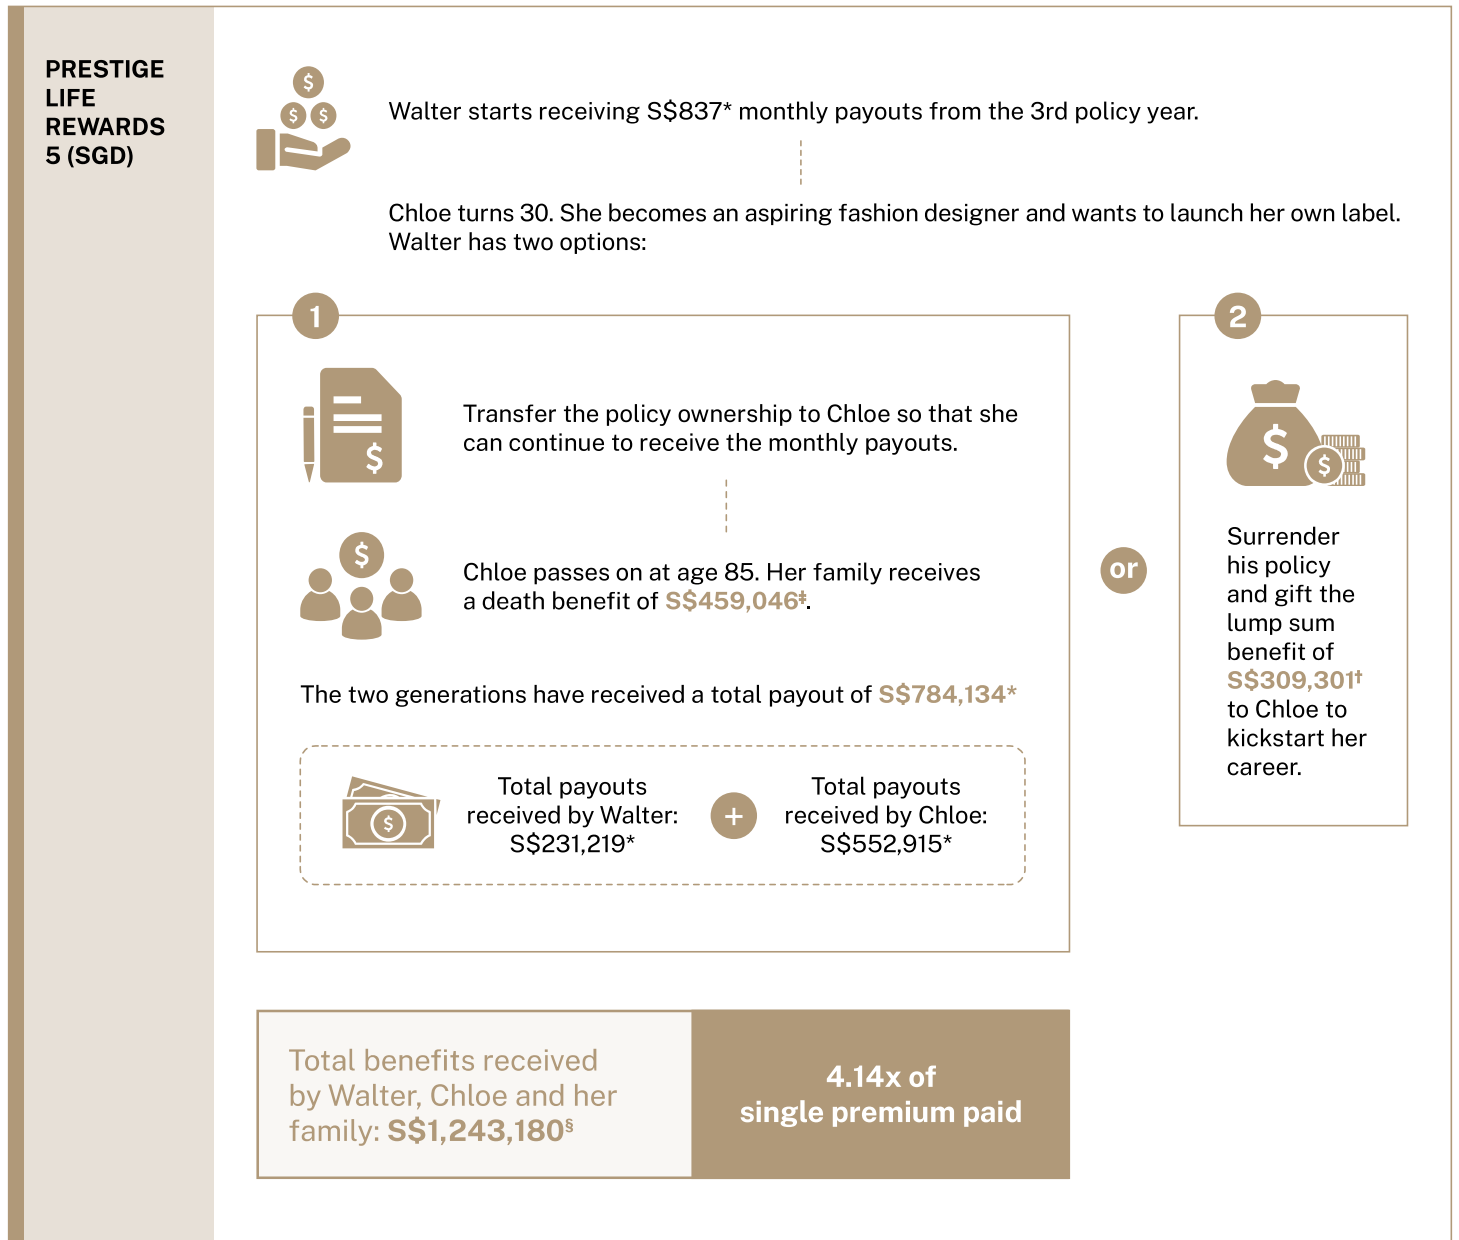 PRESTIGE
LIFE
REWARDS
5 (SGD)
$
$ $
Walter starts receiving S$837* monthly payouts from the 3rd policy year.
Chloe turns 30. She becomes an aspiring fashion designer and wants to launch her own label.
Walter has two options:
1
$
Transfer the policy ownership to Chloe so that she
can continue to receive the monthly payouts.
$
Chloe passes on at age 85. Her family receives
a death benefit of S$459,046‡.
The two generations have received a total payout of S$784,134*
$
Total payouts
received by Walter:
S$231,219*
+
Total payouts
received by Chloe:
S$552,915*
or
2
$
$
Surrender
his policy
and gift the
lump sum
benefit of
S$309,301†
to Chloe to
kickstart her
career.
Total benefits received
by Walter, Chloe and her
family: S$1,243,180§
4.14x of
single premium paid